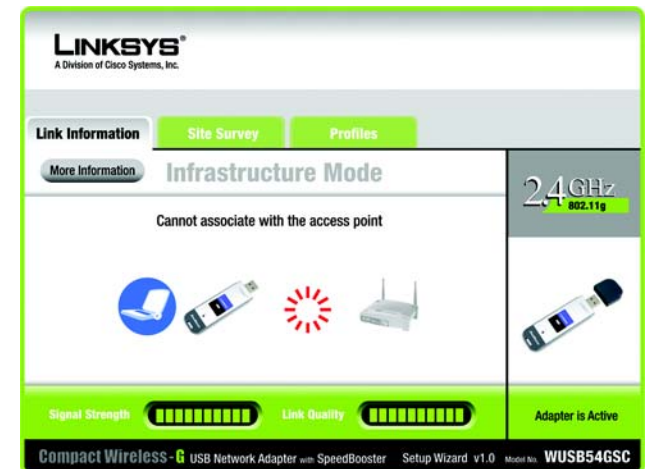 LINKSYS®
A Division of Cisco Systems, Inc.
Link Information
Site Survey
Profiles
More Information
Infrastructure Mode
2.4GHz
802.11g
Cannot associate with the access point
Signal Strength
Link Quality
Adapter is Active
Compact Wireless-G USB Network Adapter with SpeedBooster Setup Wizard v1.0 Model No. WUSB54GSC